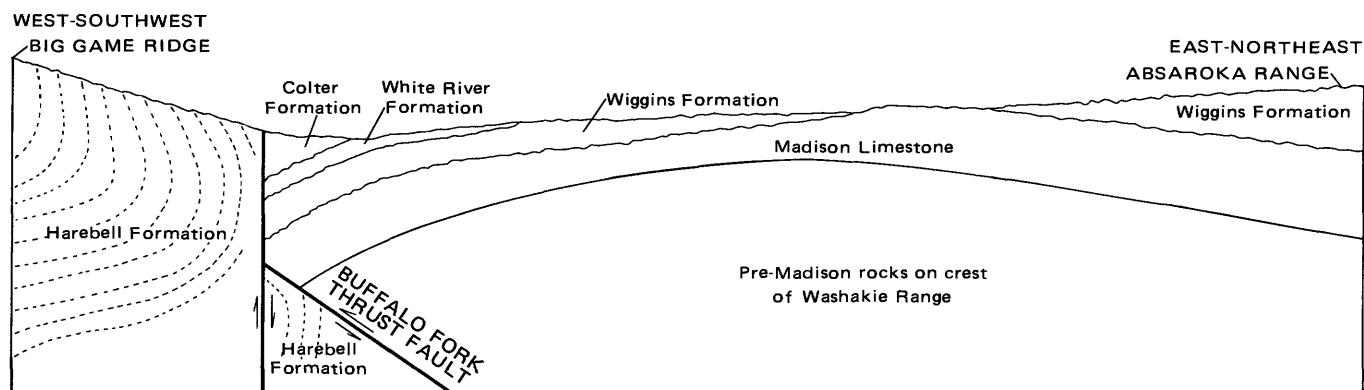 WEST-SOUTHWEST
BIG GAME RIDGE
EAST-NORTHEAST
ABSAROKA RANGE
Colter
Formation
White River
Formation
Wiggins Formation
Wiggins Formation
Madison Limestone
Harebell Formation
Pre-Madison rocks on crest
of Washakie Range
BUFFALO FORK
THRUST FAULT
Harebell
Formation